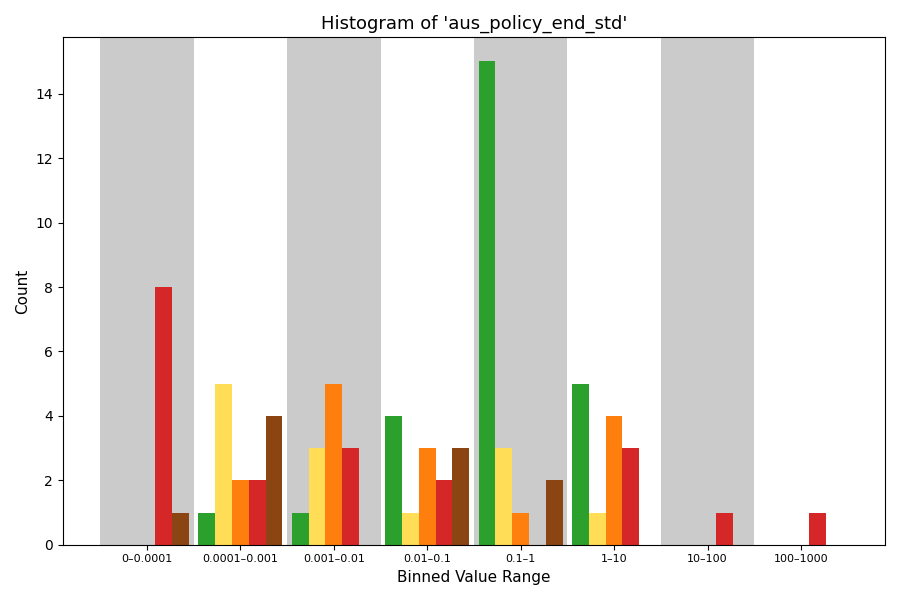 Histogram of 'aus_policy_end_std'
Count
14
12
10
8
6
4
2
0
0–0.0001 0.0001–0.001 0.001–0.01 0.01–0.1 0.1–1 1–10 10–100 100–1000
Binned Value Range